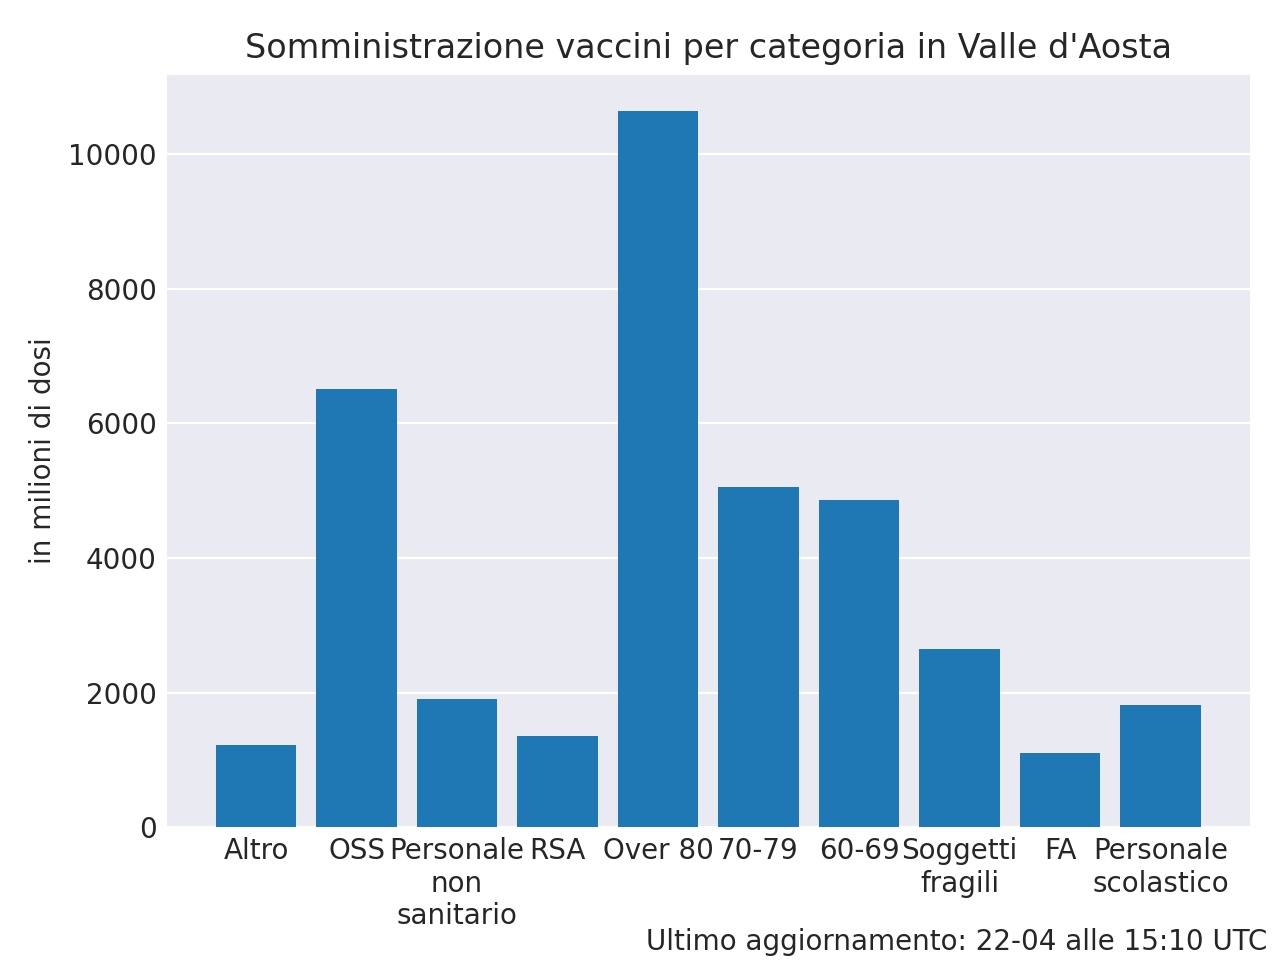 Somministrazione vaccini per categoria in Valle d'Aosta
in milioni di dosi
10000
8000
6000
4000
2000
0
Altro
OSS
Personale
non
sanitario
RSA
Over 80
70-79
60-69
Soggetti
fragili
FA
Personale
scolastico
Ultimo aggiornamento: 22-04 alle 15:10 UTC